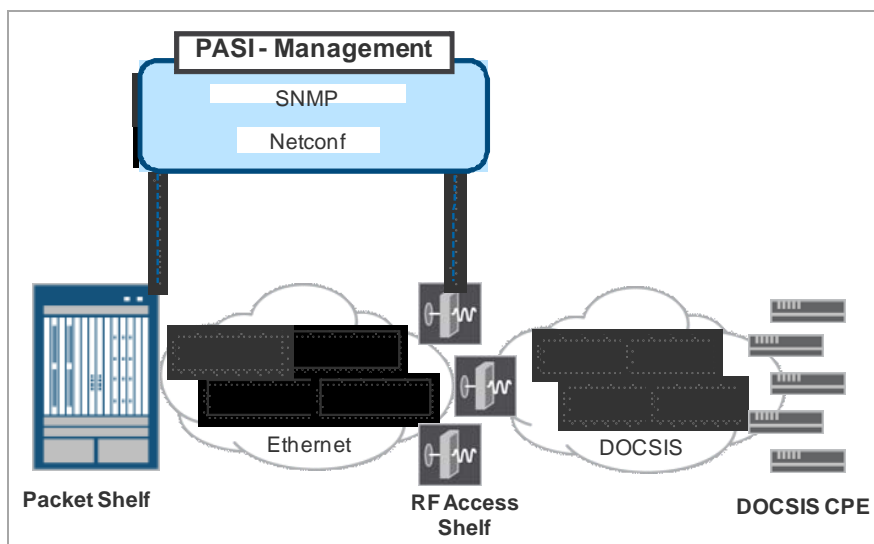 PASI - Management
SNMP
Netconf
Ethernet
DOCSIS
Packet Shelf
RF Access
Shelf
DOCSIS CPE